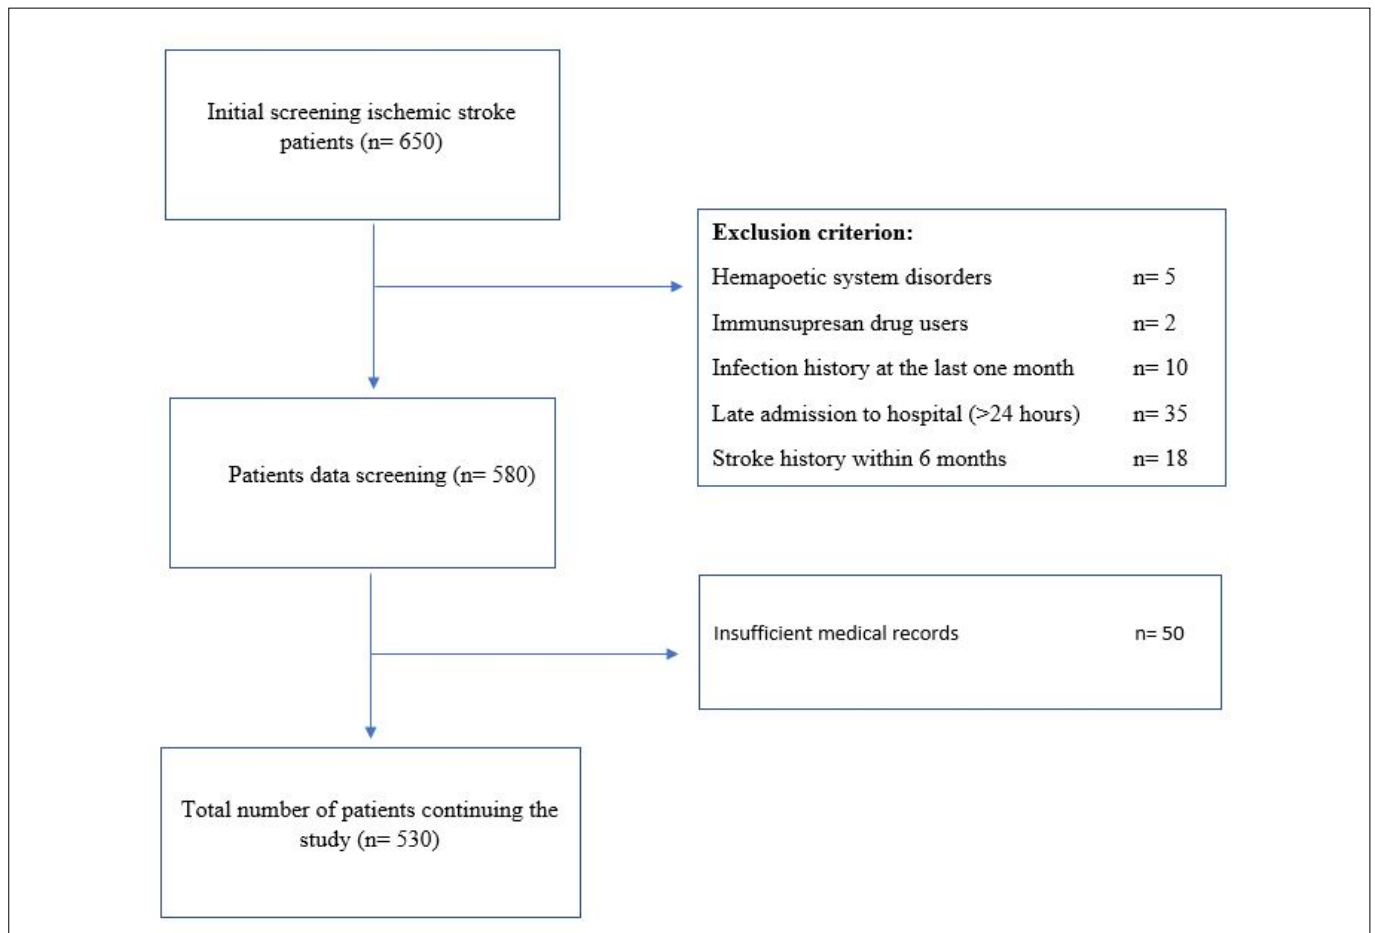 Initial screening ischemic stroke
patients (n= 650)
Exclusion criterion:
Hemapoetic system disorders n= 5
Immunsupresan drug users n= 2
Infection history at the last one month n= 10
Late admission to hospital (>24 hours) n= 35
Stroke history within 6 months n= 18
Patients data screening (n= 580)
Insufficient medical records n= 50
Total number of patients continuing the
study (n= 530)